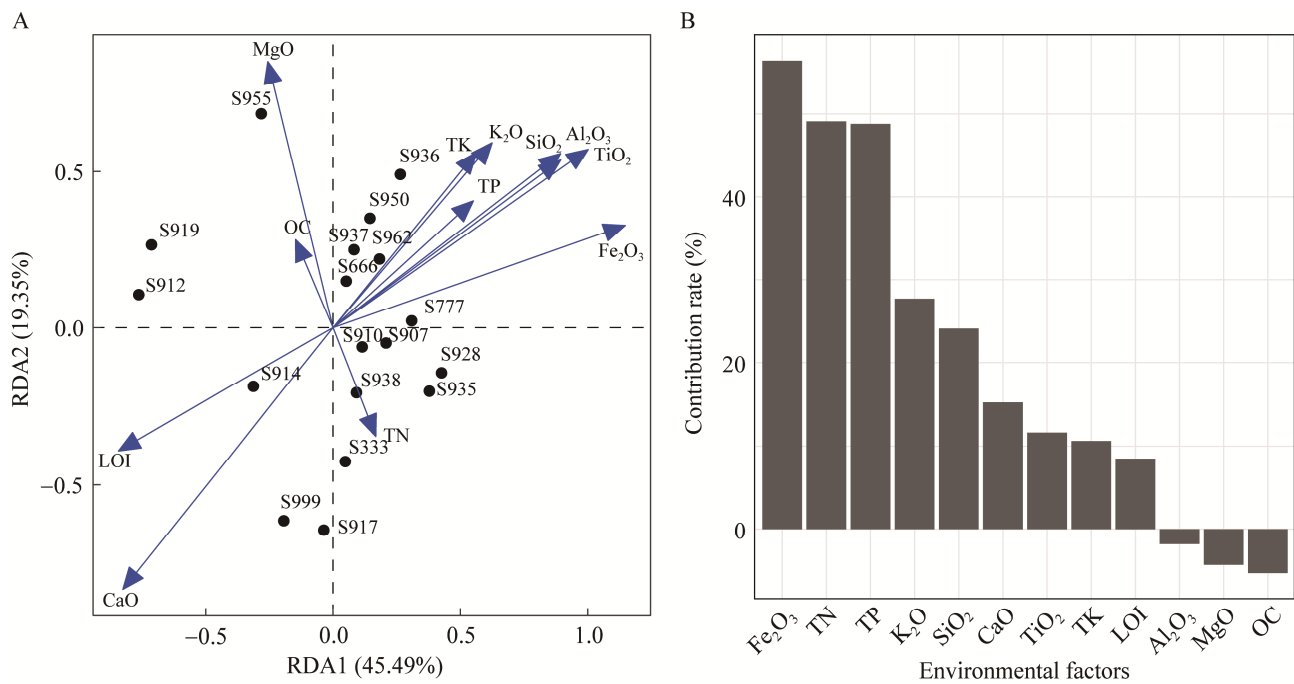 A
MgO
S955
K₂O
Al₂O₃
SiO₂
TK
TiO₂
S936
TP
0.5
S950
OC
S937
S962
S919
Fe₂O₃
S666
S912
S777
0.0
S910
S907
S928
S914
S938
S935
TN
S333
LOI
−0.5
S999
S917
CaO
−0.5
0.0
0.5
1.0
RDA1 (45.49%)
RDA2 (19.35%)
B
40
20
0
Contribution rate (%)
Fe₂O₃
TN
TP
K₂O
SiO₂
CaO
TiO₂
TK
LOI
Al₂O₃
MgO
OC
Environmental factors